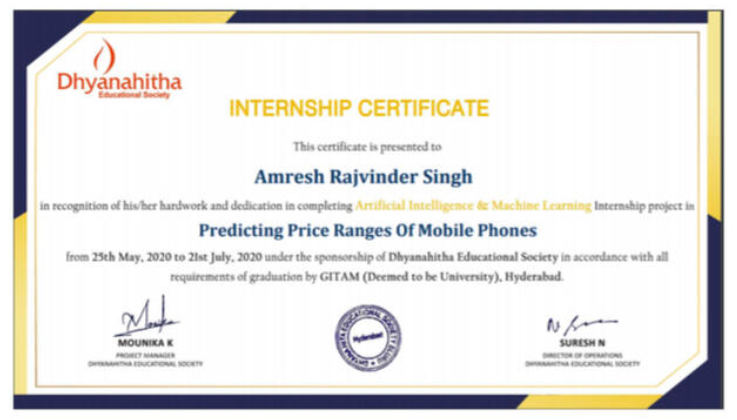 Dhyanahitha
Educational Society
INTERNSHIP CERTIFICATE
This certificate is presented to
Amresh Rajvinder Singh
in recognition of his/her hardwork and dedication in completing Artificial Intelligence & Machine Learning Internship project in
Predicting Price Ranges Of Mobile Phones
from 25th May, 2020 to 21st July, 2020 under the sponsorship of Dhyanahitha Educational Society in accordance with all
requirements of graduation by GITAM (Deemed to be University), Hyderabad.
Mounika
MOUNIKA K
PROJECT MANAGER
DHYANAHITHA EDUCATIONAL SOCIETY
DHYANAHITHA EDUCATIONAL SOCIETY
Hyderabad
SURESH N
DIRECTOR OF OPERATIONS
DHYANAHITHA EDUCATIONAL SOCIETY